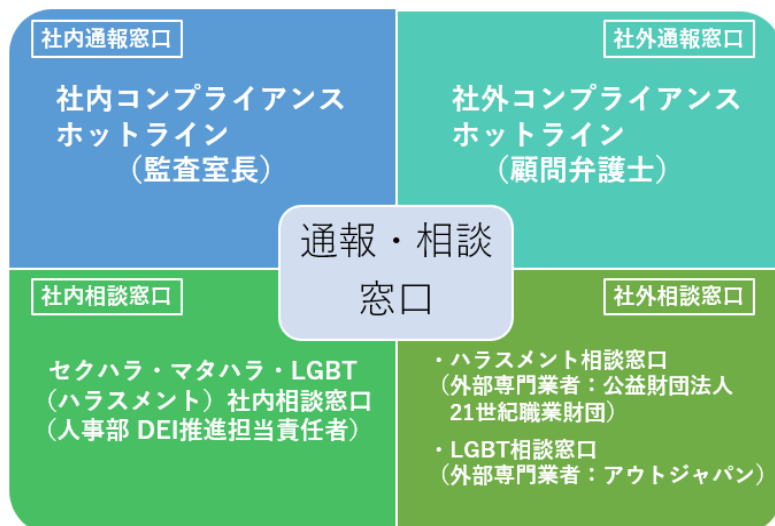 社内通報窓口
社内コンプライアンス
ホットライン
（監査室長）
社外通報窓口
社外コンプライアンス
ホットライン
（顧問弁護士）
通報・相談
窓口
社内相談窓口
セクハラ・マタハラ・LGBT
（ハラスメント）社内相談窓口
（人事部 DEI推進担当責任者）
社外相談窓口
・ハラスメント相談窓口
（外部専門業者：公益財団法人
21世紀職業財団）
・LGBT相談窓口
（外部専門業者：アウトジャパン）